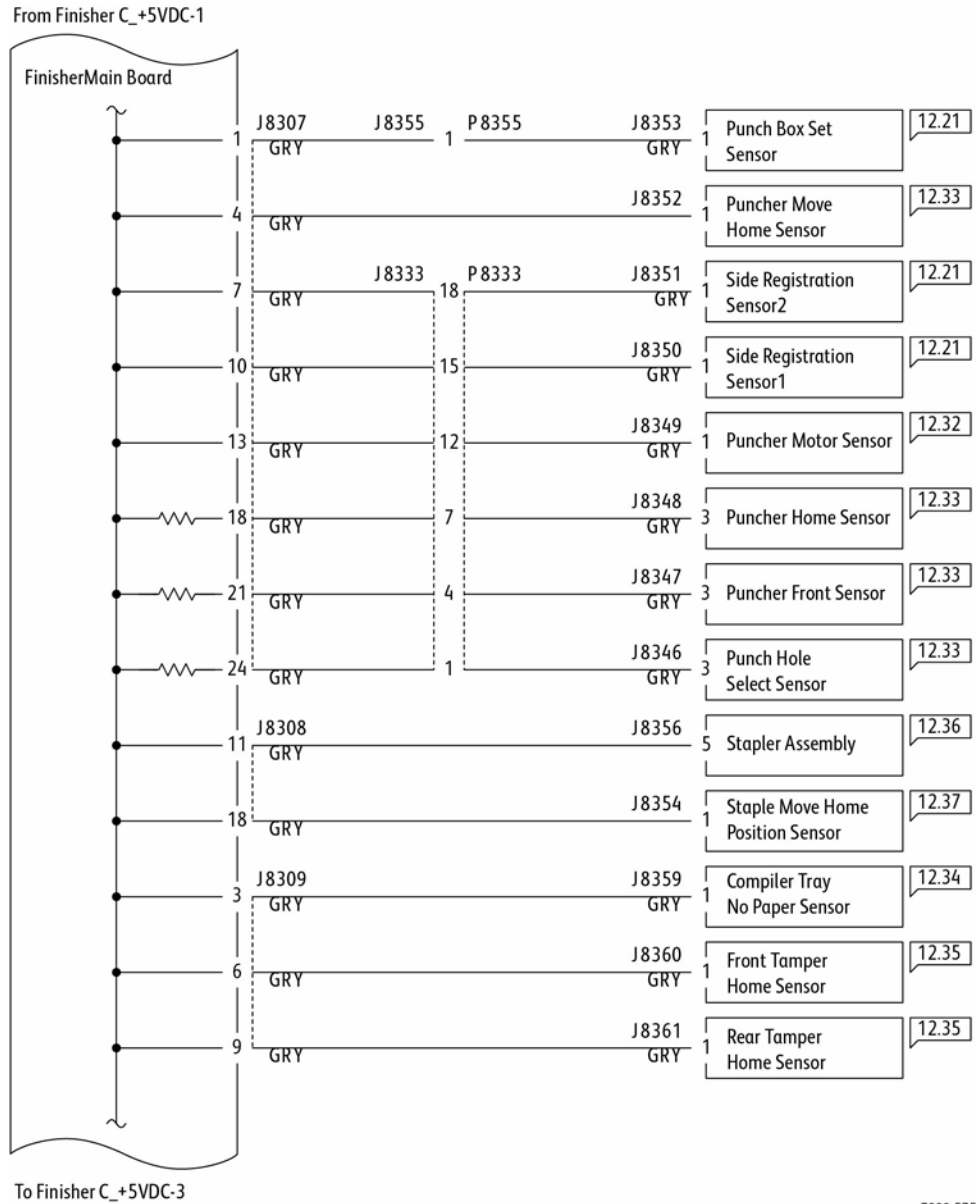 From Finisher C_+5VDC-1
FinisherMain Board
1 J8307 GRY J8355 1 P8355 J8353 GRY 1 Punch Box Set Sensor 12.21
4 GRY J8352 1 Puncher Move Home Sensor 12.33
7 GRY J8333 18 P8333 J8351 GRY 1 Side Registration Sensor2 12.21
10 GRY 15 J8350 GRY 1 Side Registration Sensor1 12.21
13 GRY 12 J8349 GRY 1 Puncher Motor Sensor 12.32
18 GRY 7 J8348 GRY 3 Puncher Home Sensor 12.33
21 GRY 4 J8347 GRY 3 Puncher Front Sensor 12.33
24 GRY 1 J8346 GRY 3 Punch Hole Select Sensor 12.33
11 J8308 GRY J8356 5 Stapler Assembly 12.36
18 GRY J8354 1 Staple Move Home Position Sensor 12.37
3 J8309 GRY J8359 GRY 1 Compiler Tray No Paper Sensor 12.34
6 GRY J8360 GRY 1 Front Tamper Home Sensor 12.35
9 GRY J8361 GRY 1 Rear Tamper Home Sensor 12.35
To Finisher C_+5VDC-3